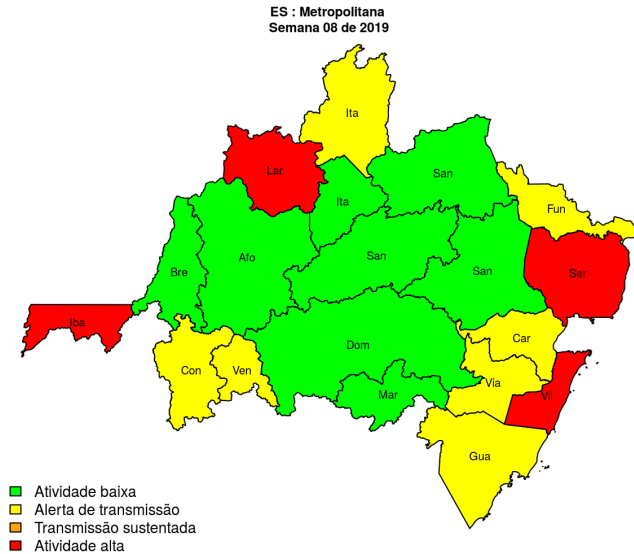 ES : Metropolitana
Semana 08 de 2019
Ita
Lar
San
Ita
Fun
Afo
San
San
Bre
Ser
Iba
Car
Dom
Con
Ven
Via
Mar
Vil
Gua
Atividade baixa
Alerta de transmissão
Transmissão sustentada
Atividade alta